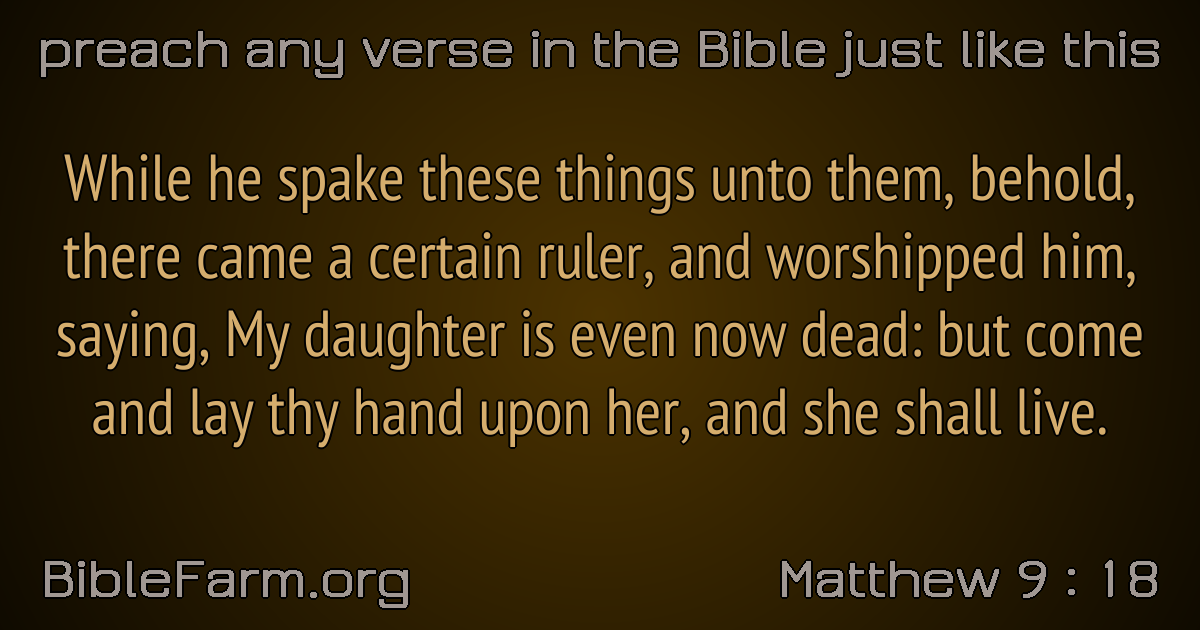 preach any verse in the Bible just like this
While he spake these things unto them, behold,
there came a certain ruler, and worshipped him,
saying, My daughter is even now dead: but come
and lay thy hand upon her, and she shall live.
BibleFarm.org
Matthew 9 : 18